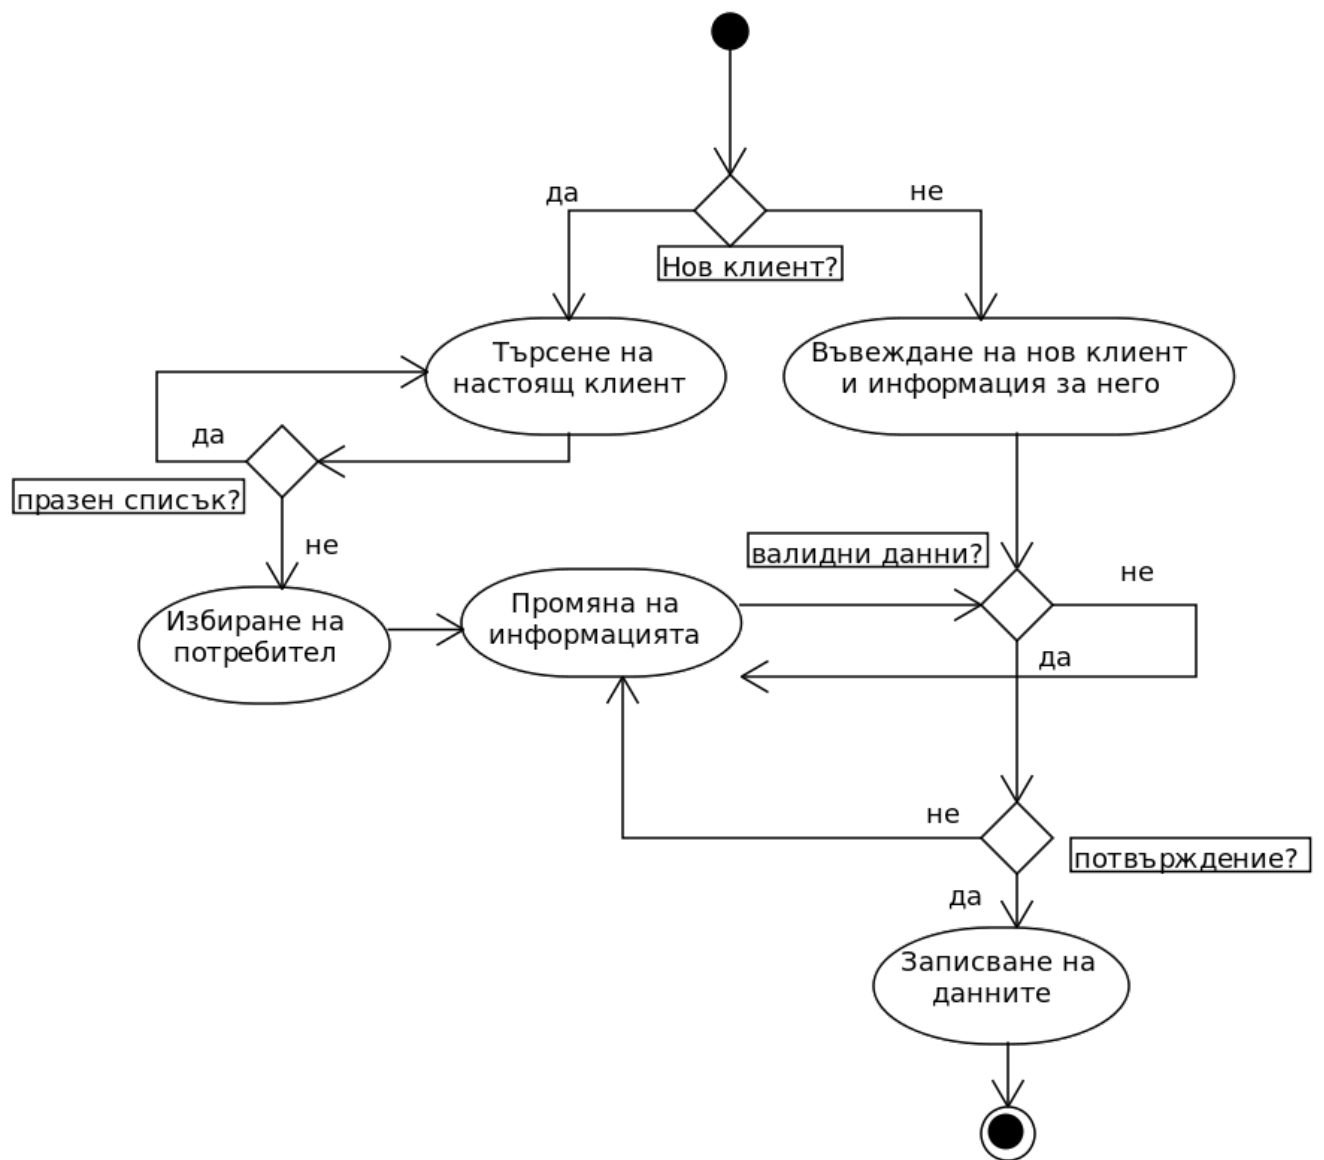 да
не
Нов клиент?
Търсене на
настоящ клиент
Въвеждане на нов клиент
и информация за него
да
празен списък?
не
валидни данни?
не
Избиране на
потребител
Промяна на
информацията
да
не
потвърждение?
да
Записване на
данните